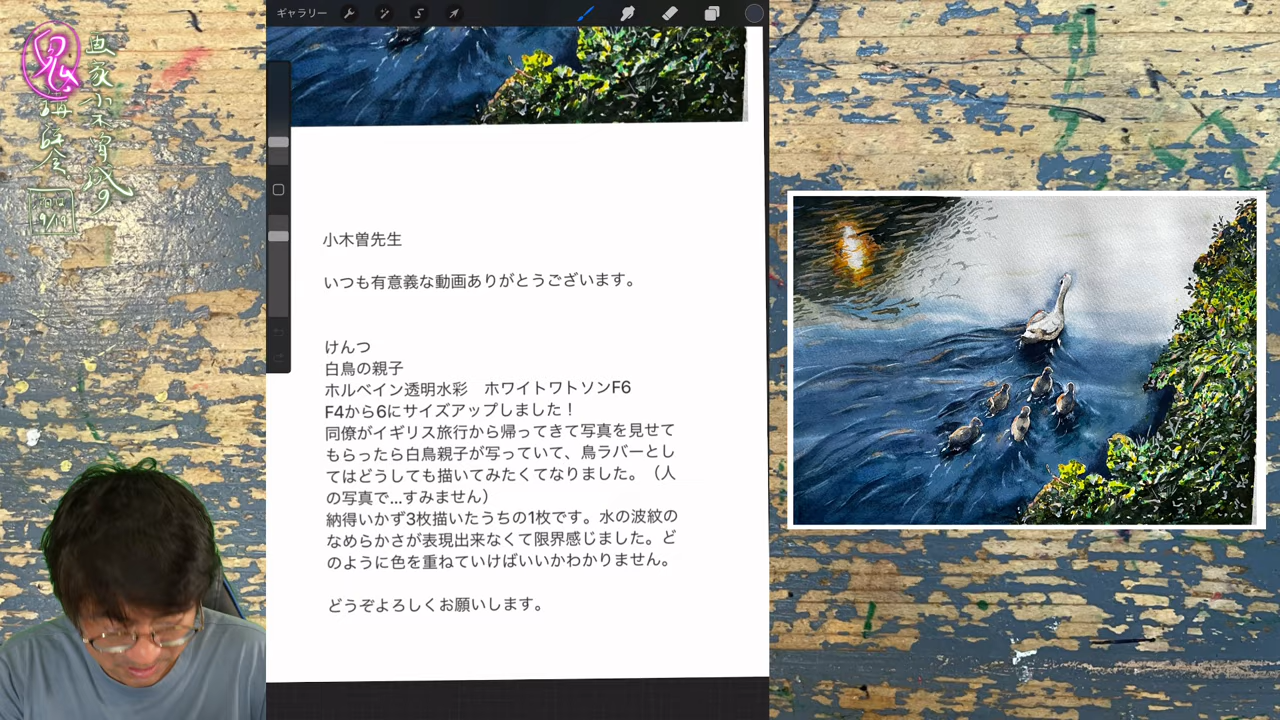 ギャラリー
鬼
小木曽先生
いつも有意義な動画ありがとうございます。
けんつ
白鳥の親子
ホルベイン透明水彩　ホワイトワトソンF6
F4から6にサイズアップしました！
同僚がイギリス旅行から帰ってきて写真を見せて
もらったら白鳥親子が写っていて、鳥ラバーとし
てはどうしても描いてみたくてなりました。（人
の写真で...すみません）
納得いかず3枚描いたうちの1枚です。水の波紋の
なめらかさが表現出来なくて限界感じました。ど
のように色を重ねていけばいいかわかりません。
どうぞよろしくお願いします。